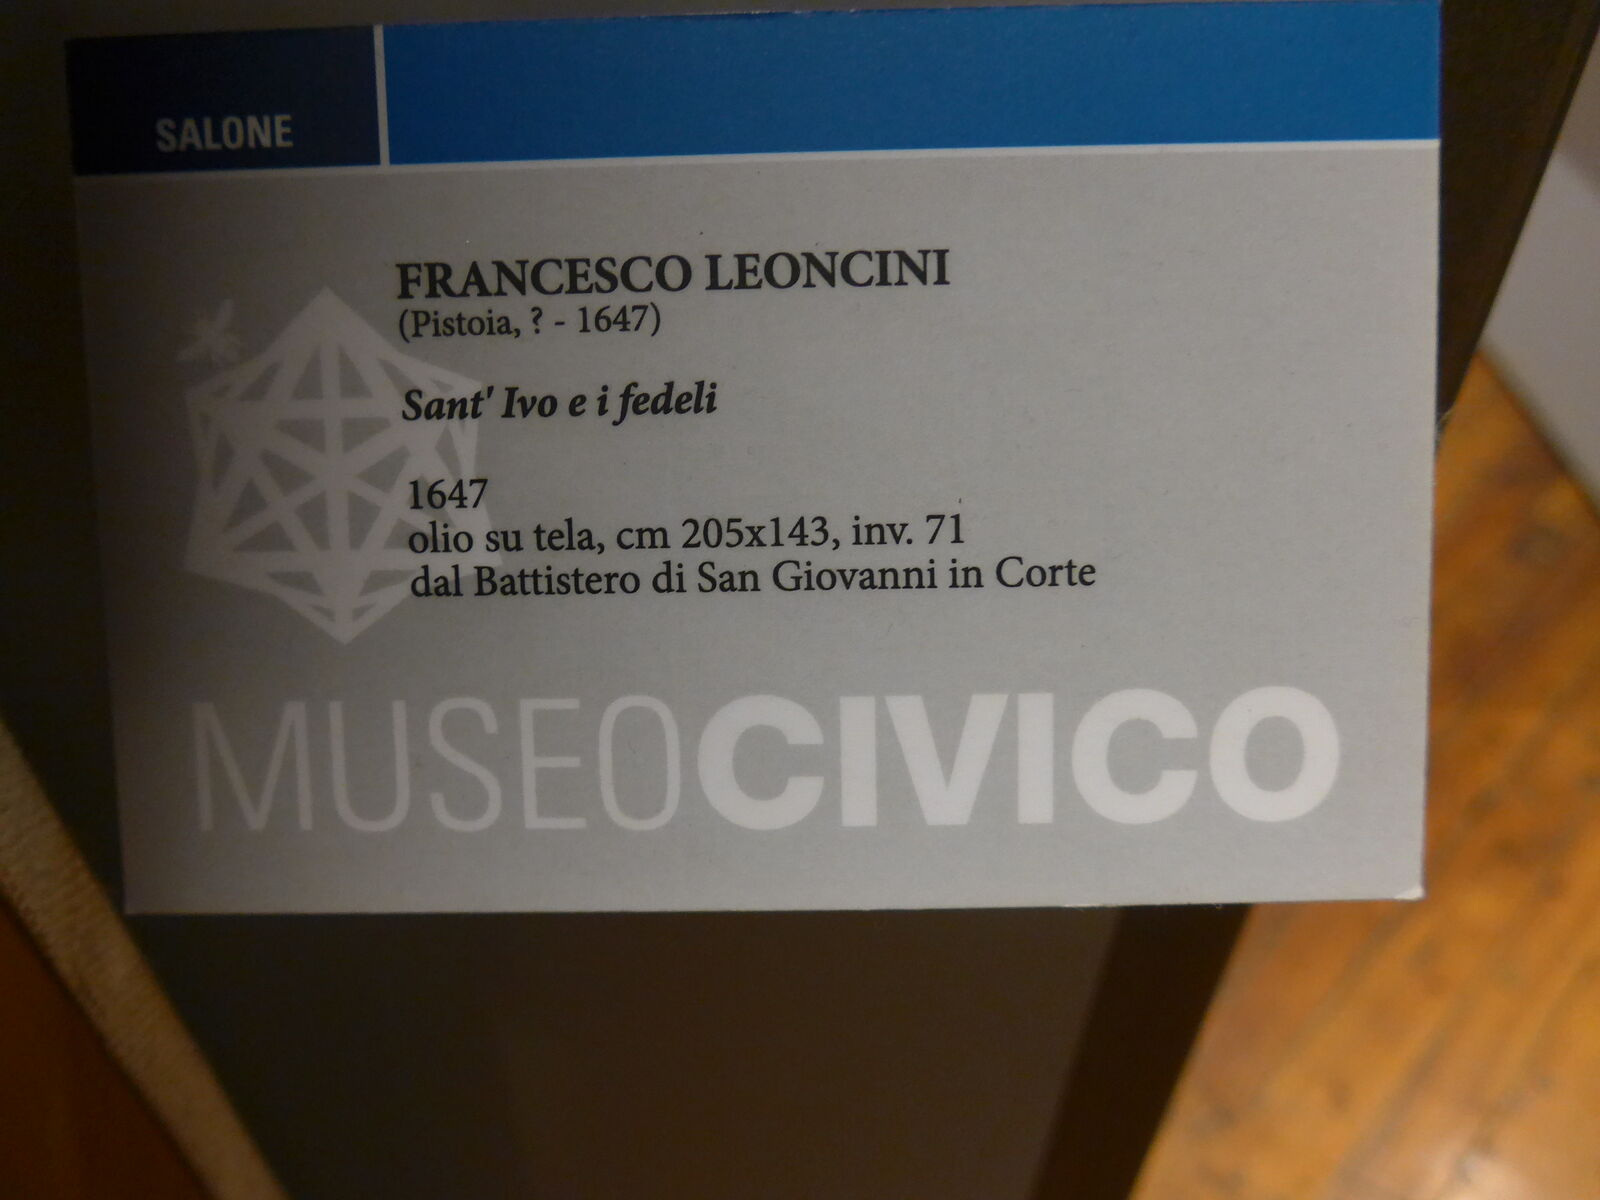 SALONE
FRANCESCO LEONCINI
(Pistoia, ? - 1647)
Sant' Ivo e i fedeli
1647
olio su tela, cm 205x143, inv. 71
dal Battistero di San Giovanni in Corte
MUSEOCIVICO